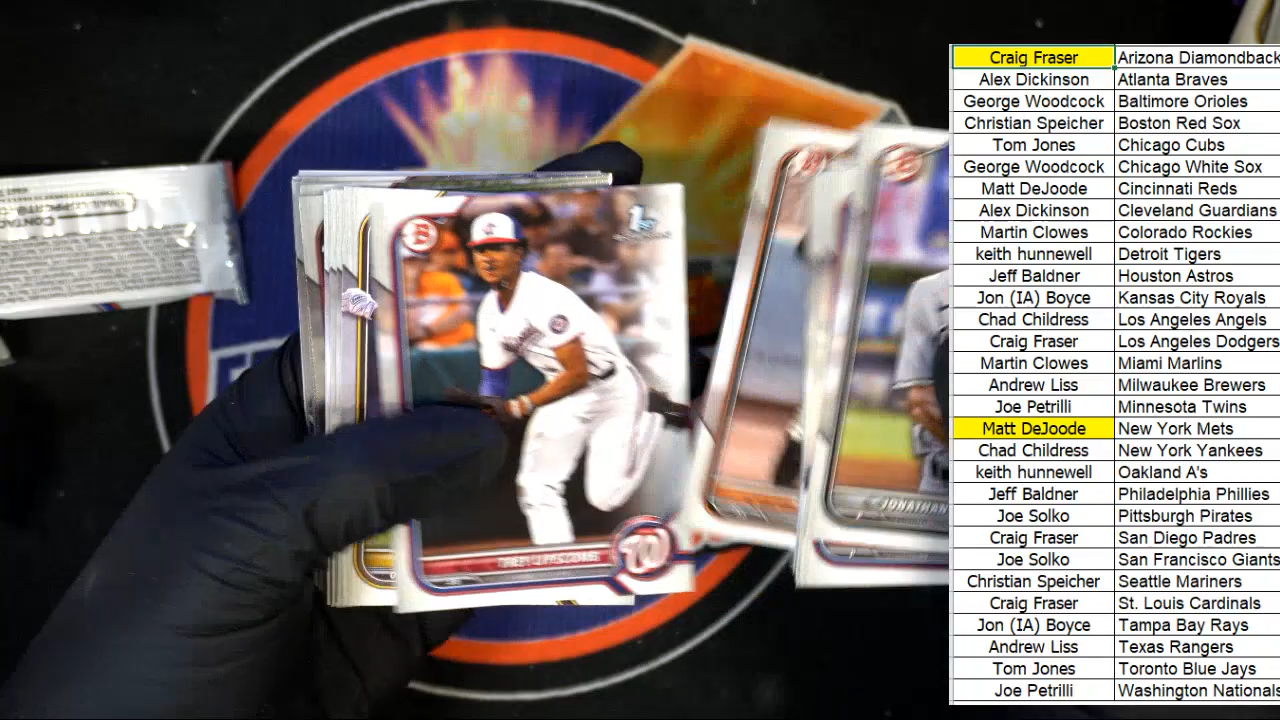 Craig Fraser Arizona Diamondback
Alex Dickinson Atlanta Braves
George Woodcock Baltimore Orioles
Christian Speicher Boston Red Sox
Tom Jones Chicago Cubs
George Woodcock Chicago White Sox
Matt DeJoode Cincinnati Reds
Alex Dickinson Cleveland Guardians
Martin Clowes Colorado Rockies
keith hunnewell Detroit Tigers
Jeff Baldner Houston Astros
Jon (IA) Boyce Kansas City Royals
Chad Childress Los Angeles Angels
Craig Fraser Los Angeles Dodgers
Martin Clowes Miami Marlins
Andrew Liss Milwaukee Brewers
Joe Petrilli Minnesota Twins
Matt DeJoode New York Mets
Chad Childress New York Yankees
keith hunnewell Oakland A's
Jeff Baldner Philadelphia Phillies
Joe Solko Pittsburgh Pirates
Craig Fraser San Diego Padres
Joe Solko San Francisco Giants
Christian Speicher Seattle Mariners
Craig Fraser St. Louis Cardinals
Jon (IA) Boyce Tampa Bay Rays
Andrew Liss Texas Rangers
Tom Jones Toronto Blue Jays
Joe Petrilli Washington Nationals
B
1st
W
JONATHAN